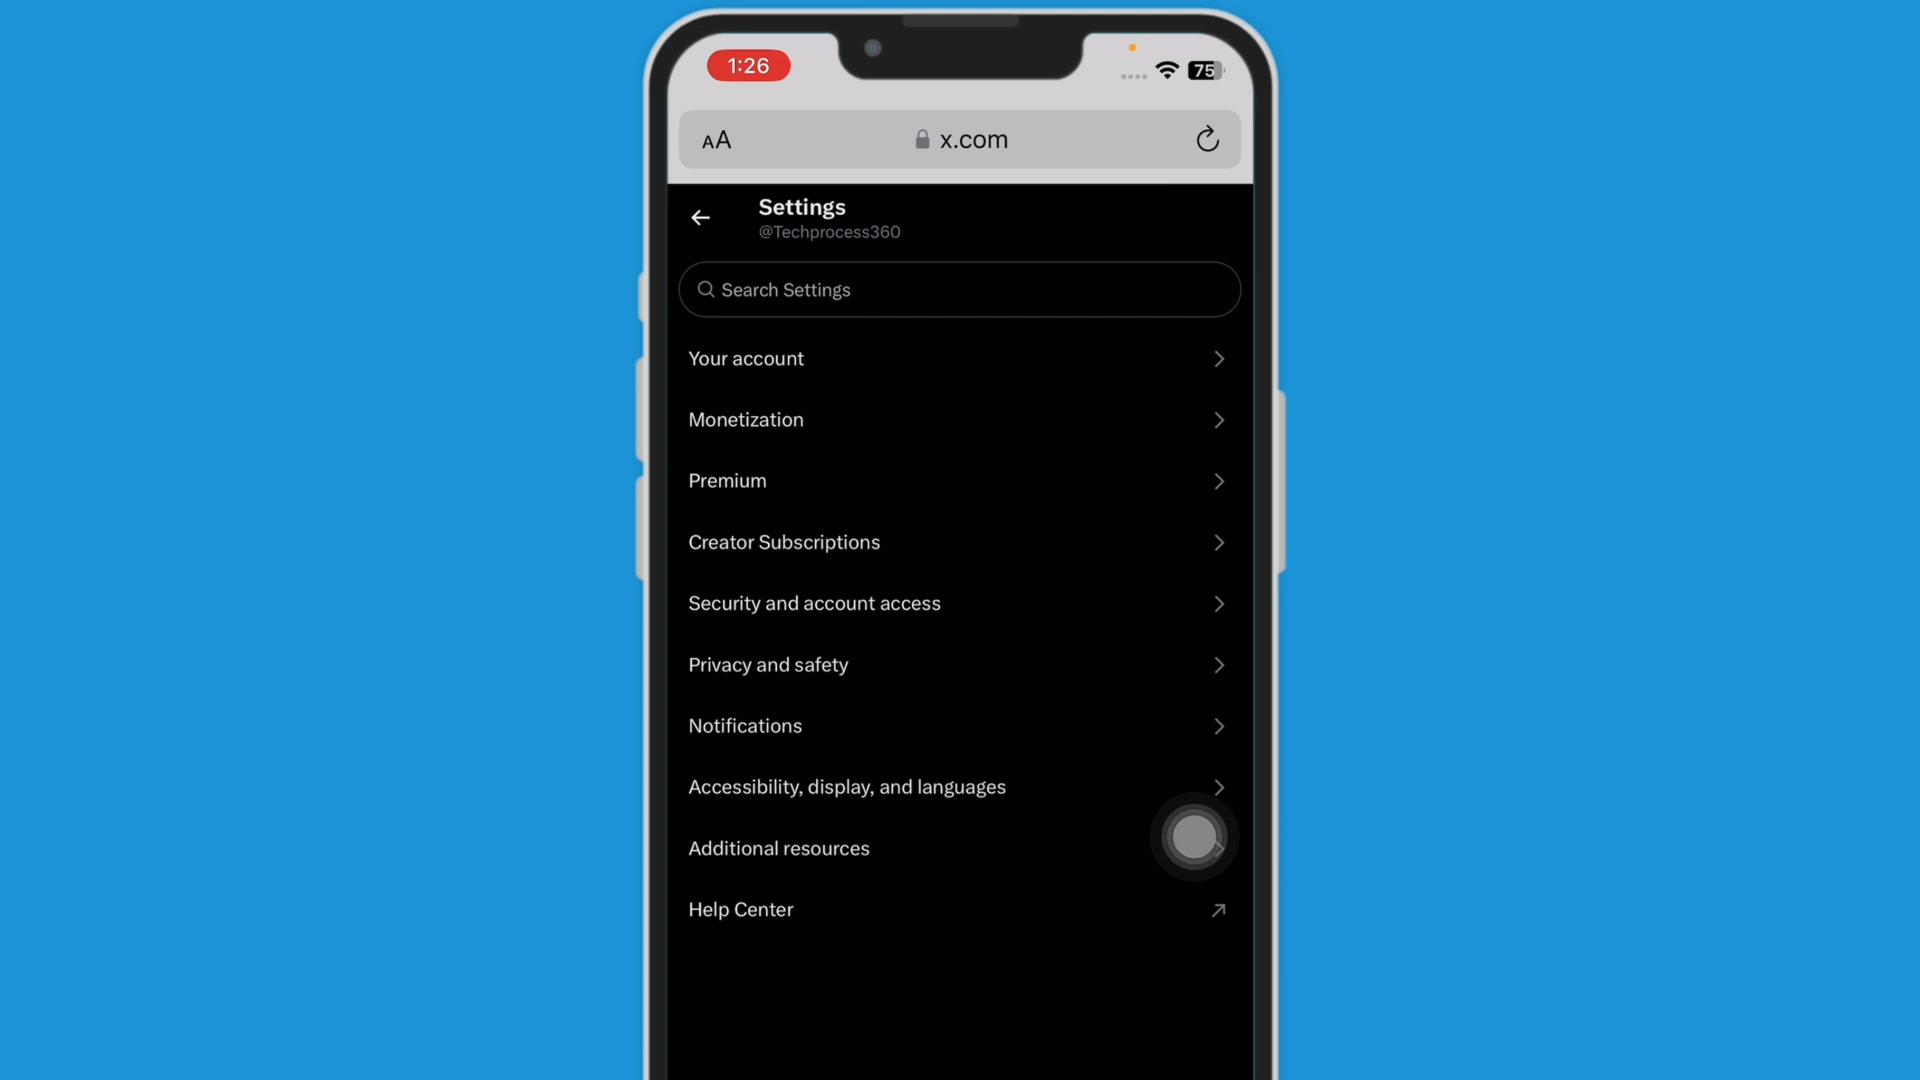 1:26
75
AA
x.com
Settings
@Techprocess360
Search Settings
Your account
Monetization
Premium
Creator Subscriptions
Security and account access
Privacy and safety
Notifications
Accessibility, display, and languages
Additional resources
Help Center